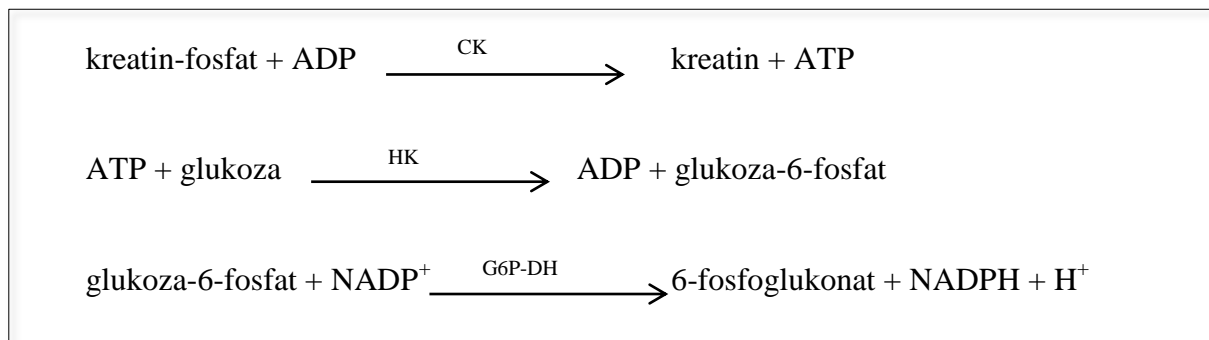 CK
kreatin-fosfat + ADP kreatin + ATP
HK
ATP + glukoza ADP + glukoza-6-fosfat
G6P-DH
glukoza-6-fosfat + NADP⁺ 6-fosfoglukonat + NADPH + H⁺